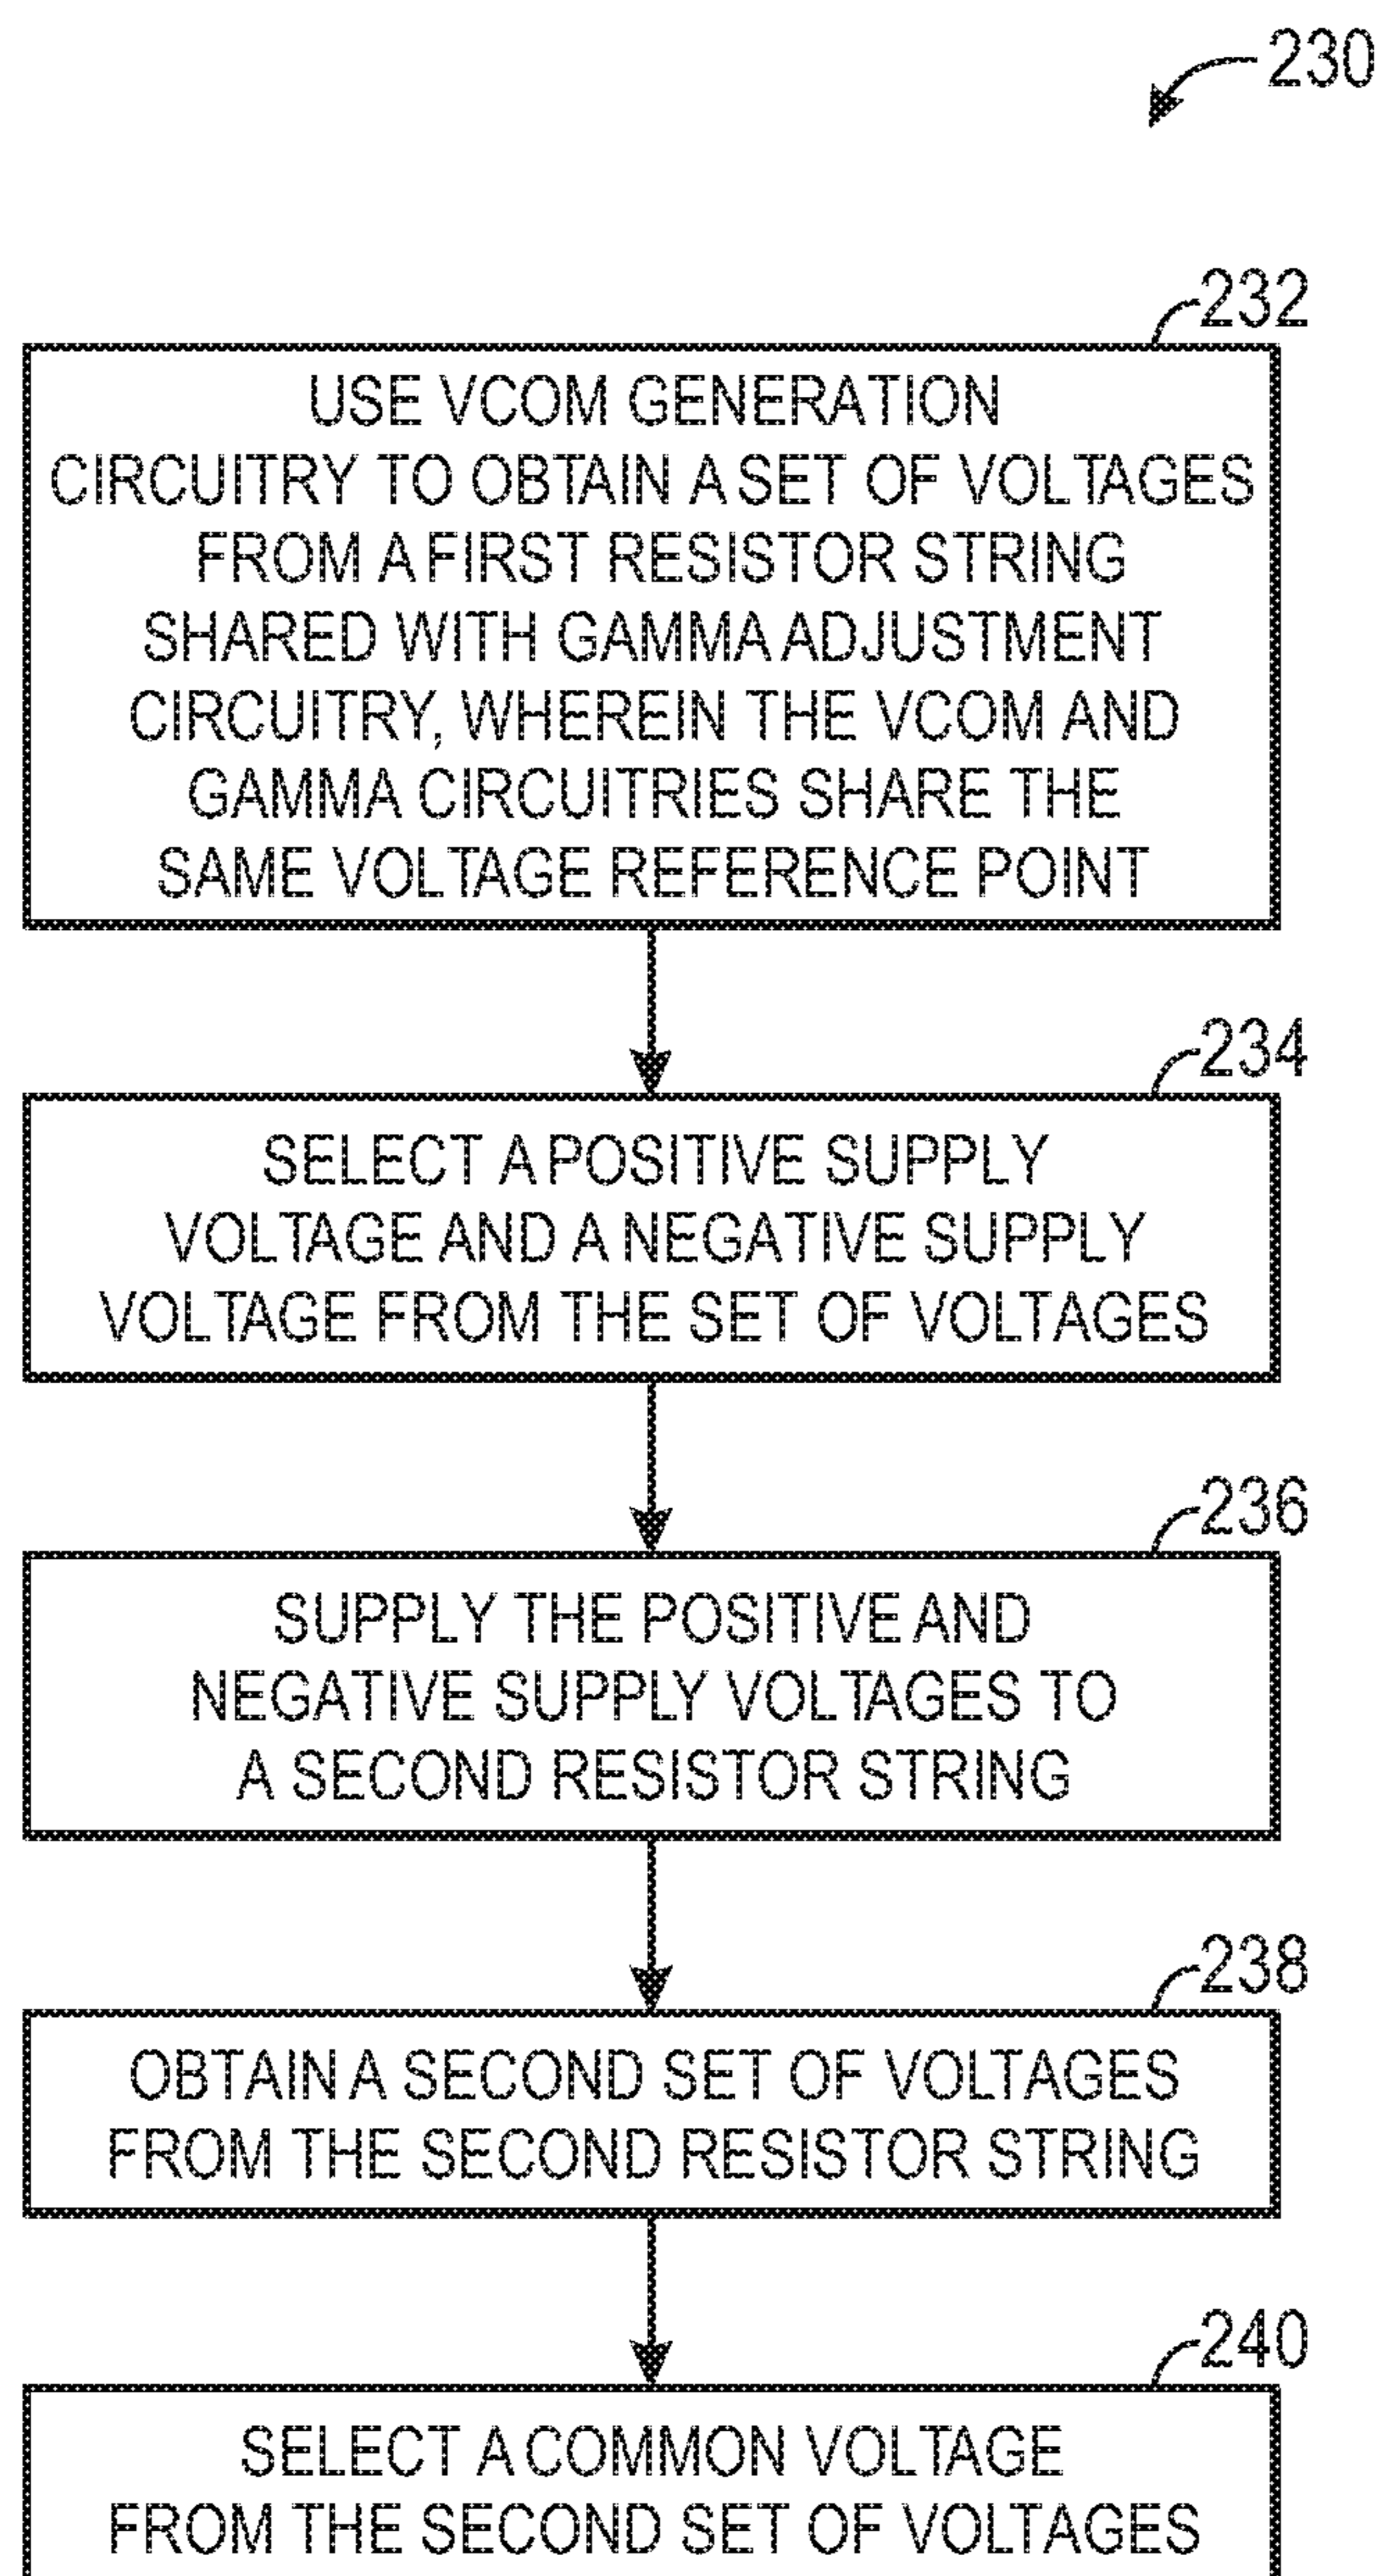 230
232
USE VCOM GENERATION
CIRCUITRY TO OBTAIN A SET OF VOLTAGES
FROM A FIRST RESISTOR STRING
SHARED WITH GAMMA ADJUSTMENT
CIRCUITRY, WHEREIN THE VCOM AND
GAMMA CIRCUITRIES SHARE THE
SAME VOLTAGE REFERENCE POINT
234
SELECT A POSITIVE SUPPLY
VOLTAGE AND A NEGATIVE SUPPLY
VOLTAGE FROM THE SET OF VOLTAGES
236
SUPPLY THE POSITIVE AND
NEGATIVE SUPPLY VOLTAGES TO
A SECOND RESISTOR STRING
238
OBTAIN A SECOND SET OF VOLTAGES
FROM THE SECOND RESISTOR STRING
240
SELECT A COMMON VOLTAGE
FROM THE SECOND SET OF VOLTAGES